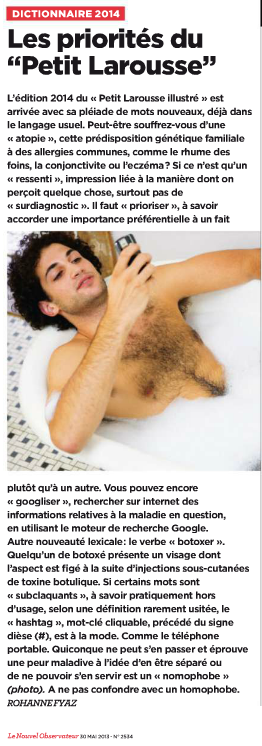 DICTIONNAIRE 2014
Les priorités du
“Petit Larousse”
L’édition 2014 du « Petit Larousse illustré » est
arrivée avec sa pléiade de mots nouveaux, déjà dans
le langage usuel. Peut-être souffrez-vous d’une
« atopie », cette prédisposition génétique familiale
à des allergies communes, comme le rhume des
foins, la conjonctivite ou l’eczéma ? Si ce n’est qu’un
« ressenti », impression liée à la manière dont on
perçoit quelque chose, surtout pas de
« surdiagnostic ». Il faut « prioriser », à savoir
accorder une importance préférentielle à un fait
plutôt qu’à un autre. Vous pouvez encore
« googliser », rechercher sur internet des
informations relatives à la maladie en question,
en utilisant le moteur de recherche Google.
Autre nouveauté lexicale : le verbe « botoxer ».
Quelqu’un de botoxé présente un visage dont
l’aspect est figé à la suite d’injections sous-cutanées
de toxine botulique. Si certains mots sont
« subclaquants », à savoir pratiquement hors
d’usage, selon une définition rarement usitée, le
« hashtag », mot-clé cliquable, précédé du signe
dièse (#), est à la mode. Comme le téléphone
portable. Quiconque ne peut s’en passer et éprouve
une peur maladive à l’idée d’en être séparé ou
de ne pouvoir s’en servir est un « nomophobe »
(photo). A ne pas confondre avec un homophobe.
ROHANNE FYAZ
Le Nouvel Observateur 30 MAI 2013 - N° 2534